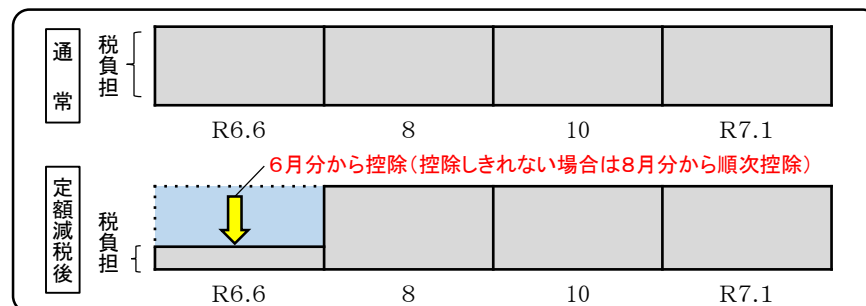 通常
税負担
R6.6 8 10 R7.1
6月分から控除(控除しきれない場合は8月分から順次控除)
定額減税後
税負担
R6.6 8 10 R7.1